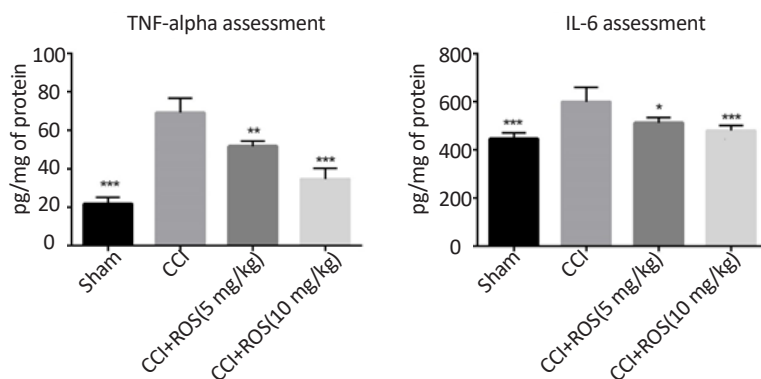 TNF-alpha assessment
pg/mg of protein
100
80
60
40
20
0
***
**
***
Sham
CCI
CCI+ROS(5 mg/kg)
CCI+ROS(10 mg/kg)
IL-6 assessment
pg/mg of protein
800
600
400
200
0
***
*
***
Sham
CCI
CCI+ROS(5 mg/kg)
CCI+ROS(10 mg/kg)